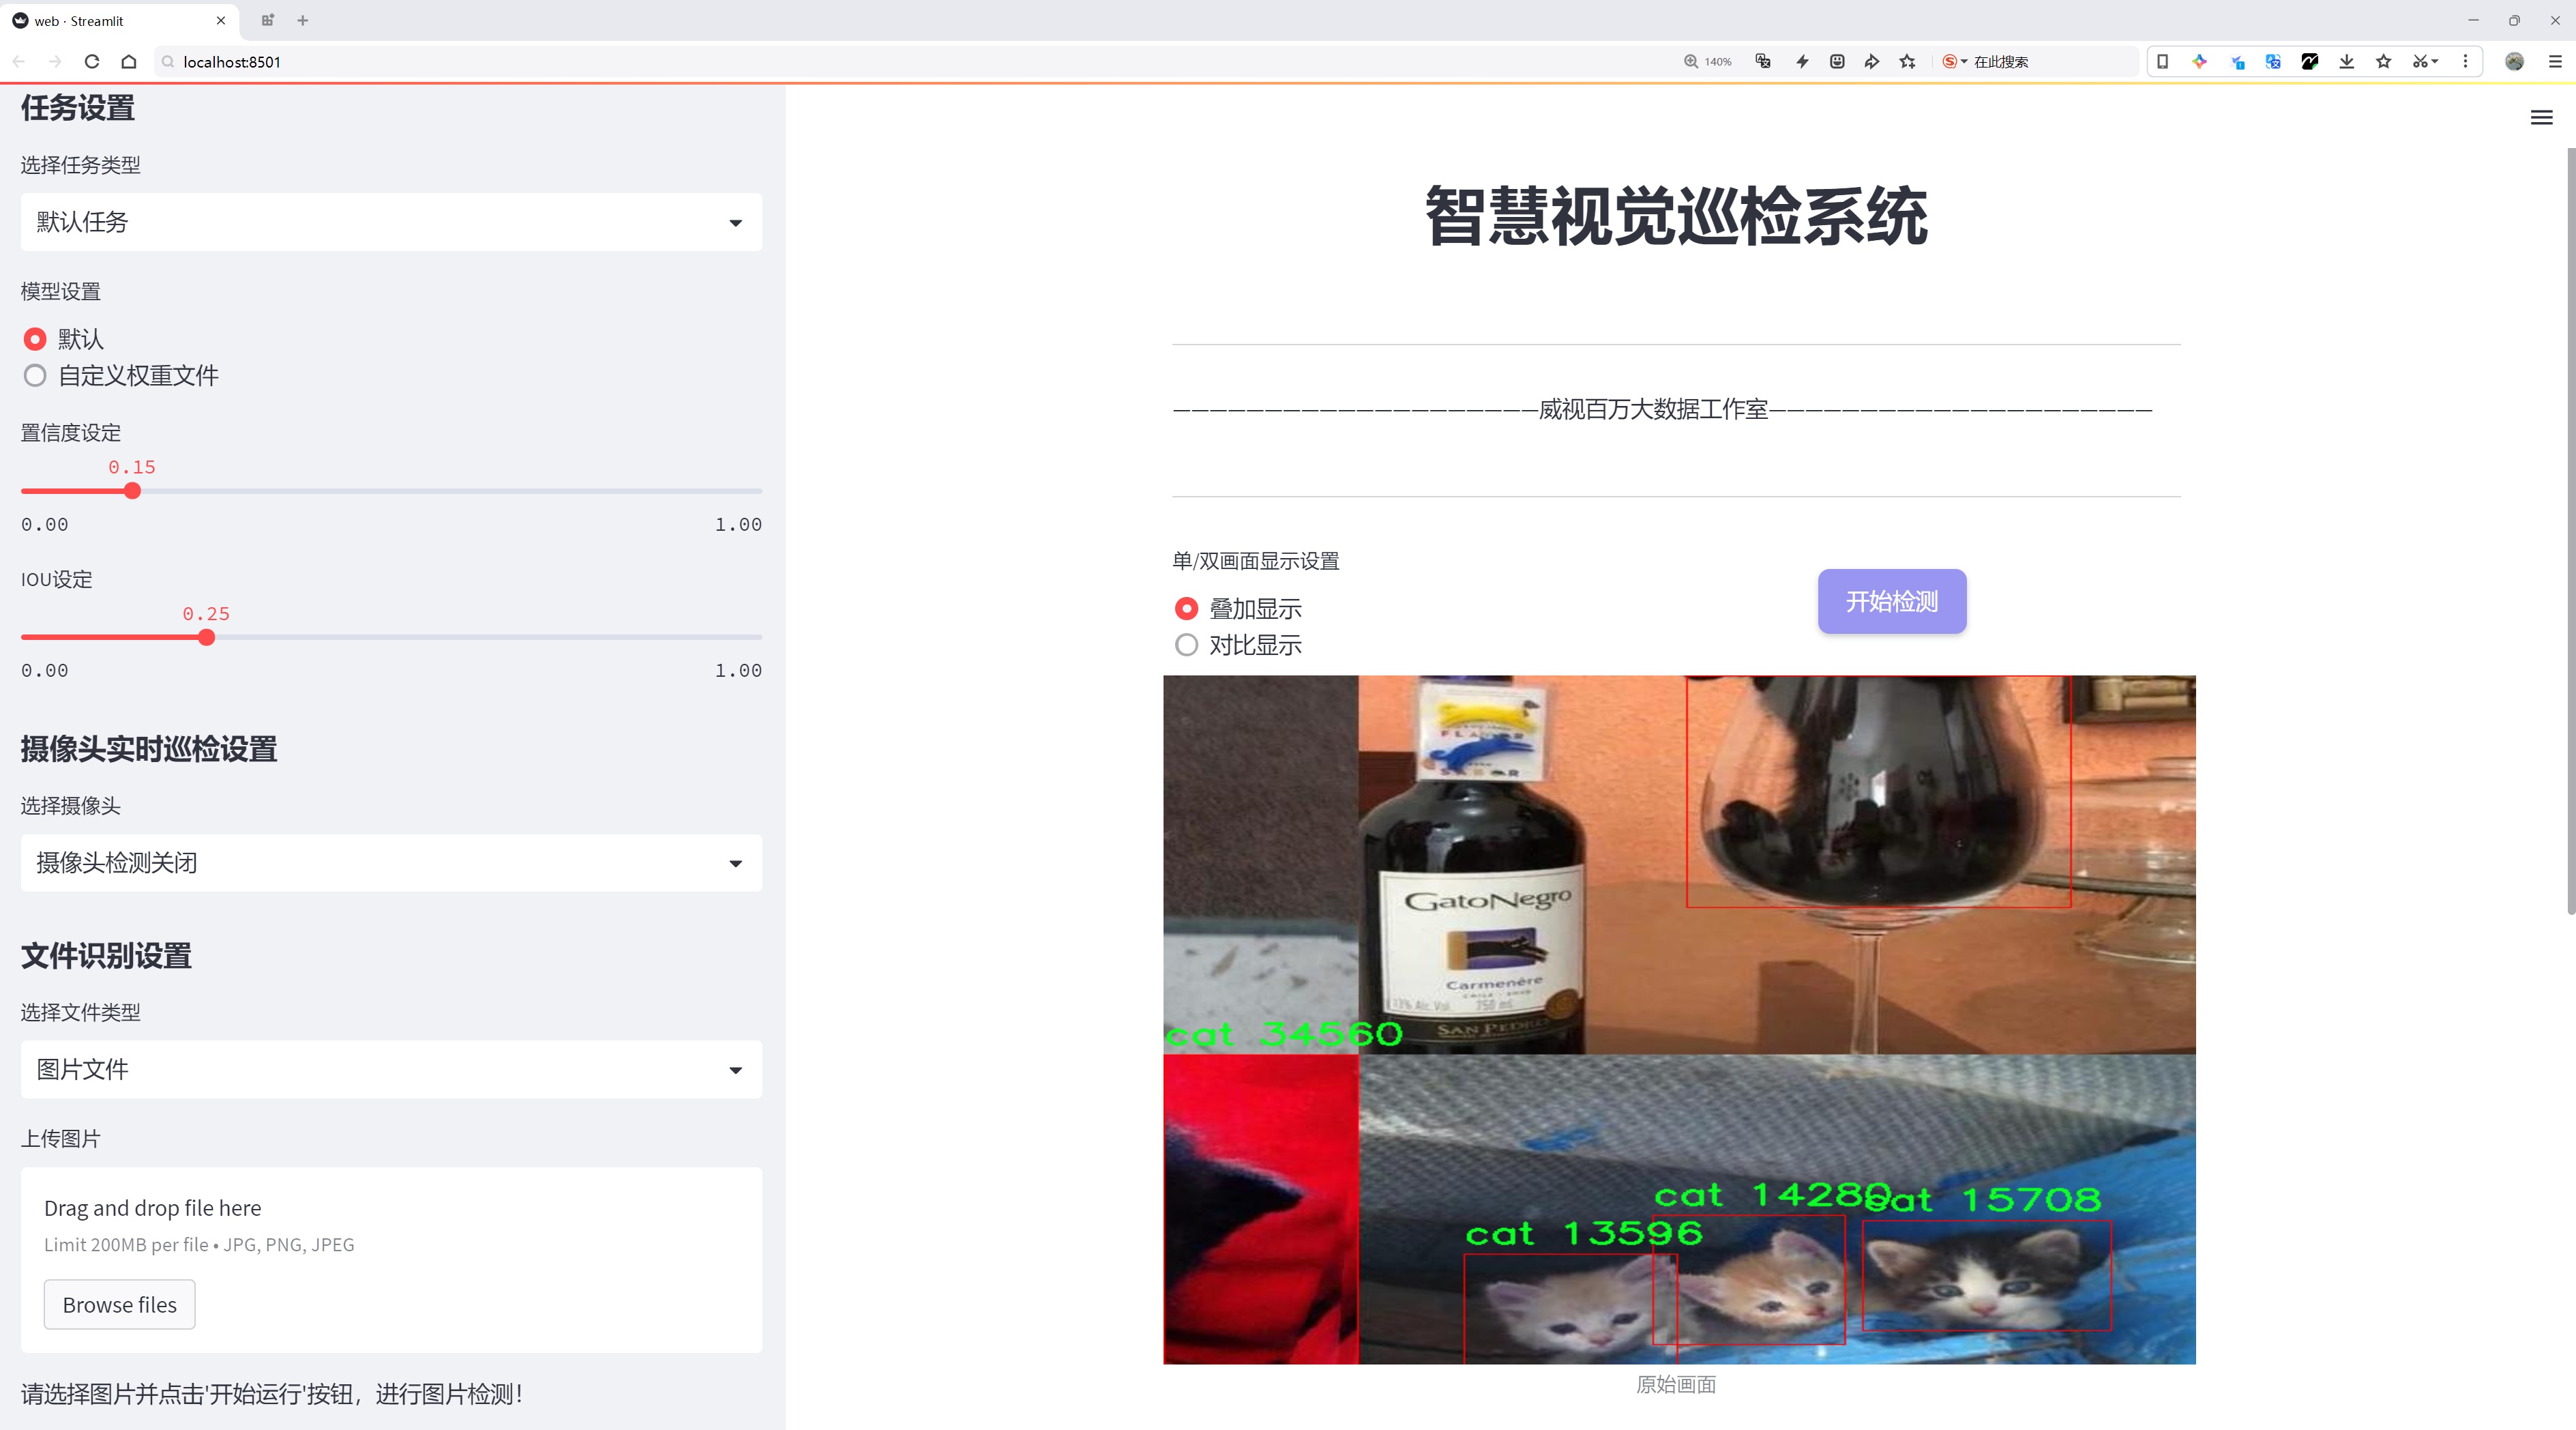 web · Streamlit
localhost:8501
140%
在此搜索
任务设置
选择任务类型
默认任务
模型设置
默认
自定义权重文件
置信度设定
0.15
0.00
1.00
IOU设定
0.25
0.00
1.00
摄像头实时巡检设置
选择摄像头
摄像头检测关闭
文件识别设置
选择文件类型
图片文件
上传图片
Drag and drop file here
Limit 200MB per file • JPG, PNG, JPEG
Browse files
请选择图片并点击'开始运行'按钮，进行图片检测！
智慧视觉巡检系统
————————————————————威视百万大数据工作室—————————————————————
单/双画面显示设置
叠加显示
对比显示
开始检测
GatoNegro
Carmenère
13% Alc. Vol. 750 ml
SAN PEDRO
cat 34560
cat 14280
cat 15708
cat 13596
原始画面